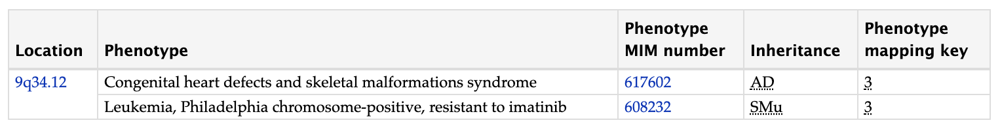 Location Phenotype Phenotype MIM number Inheritance Phenotype mapping key
9q34.12 Congenital heart defects and skeletal malformations syndrome 617602 AD 3
Leukemia, Philadelphia chromosome-positive, resistant to imatinib 608232 SMu 3